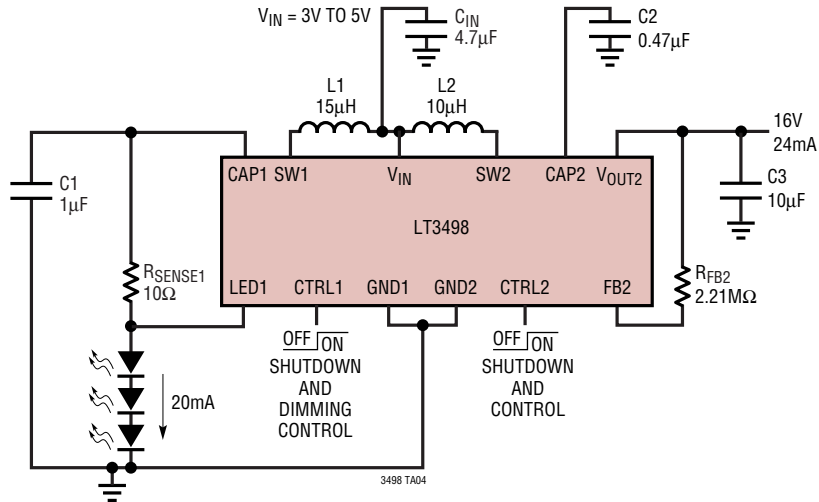 V_IN = 3V TO 5V
C_IN
4.7µF
C2
0.47µF
L1
15µH
L2
10µH
16V
24mA
C1
1µF
CAP1 SW1 V_IN SW2 CAP2 V_OUT2
C3
10µF
LT3498
R_SENSE1
10Ω
LED1 CTRL1 GND1 GND2 CTRL2 FB2
R_FB2
2.21MΩ
OFF ON
SHUTDOWN
AND
DIMMING
CONTROL
OFF ON
SHUTDOWN
AND
CONTROL
20mA
3498 TA04